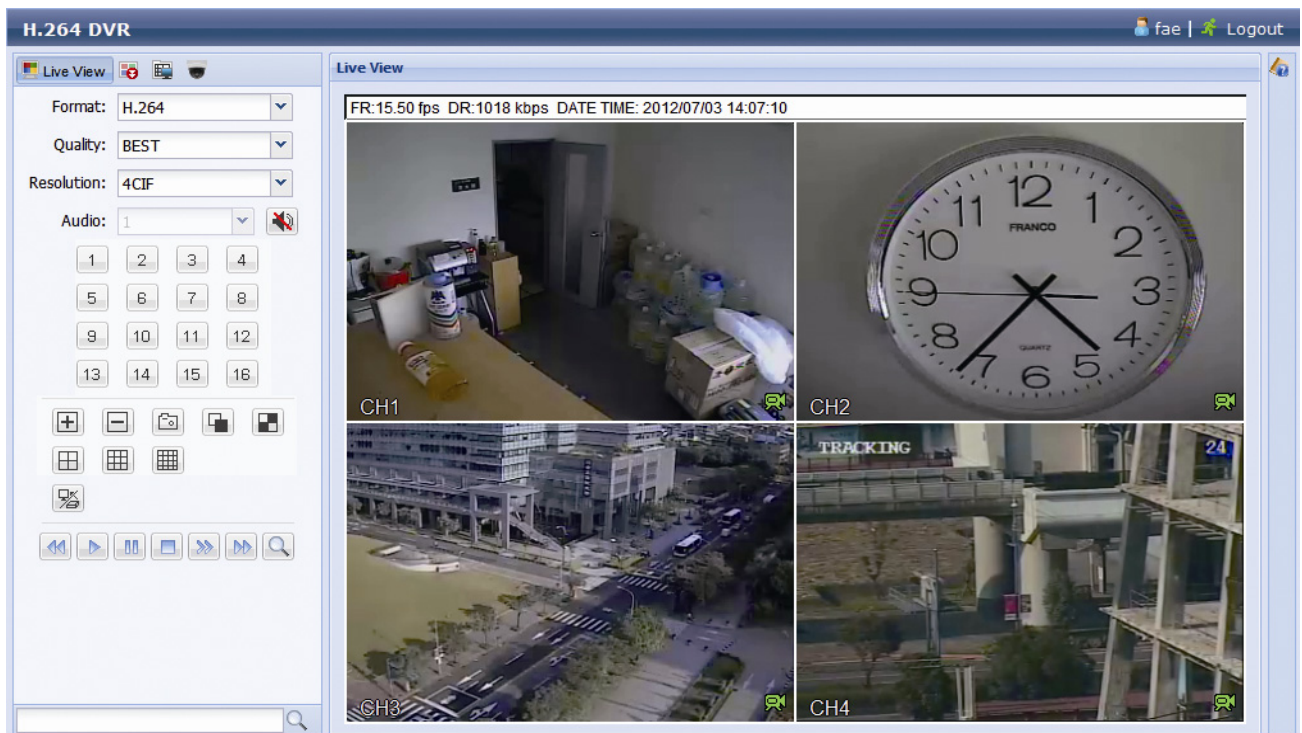 H.264 DVR
fae | Logout
Live View
Format: H.264
Quality: BEST
Resolution: 4CIF
Audio: 1
1 2 3 4
5 6 7 8
9 10 11 12
13 14 15 16
Live View
FR:15.50 fps DR:1018 kbps DATE TIME: 2012/07/03 14:07:10
CH1
12
11 1
FRANCO
10 2
9 3
8 4
QUARTZ
7 5
6
CH2
CH3
TRACKING 24
CH4